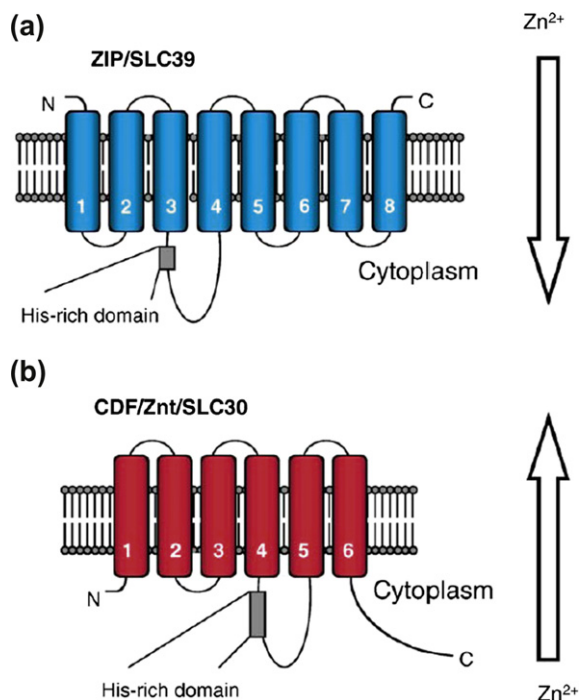 (a)
Zn2+
ZIP/SLC39
N
C
1 2 3 4 5 6 7 8
Cytoplasm
His-rich domain
(b)
CDF/Znt/SLC30
1 2 3 4 5 6
N
Cytoplasm
C
His-rich domain
Zn2+